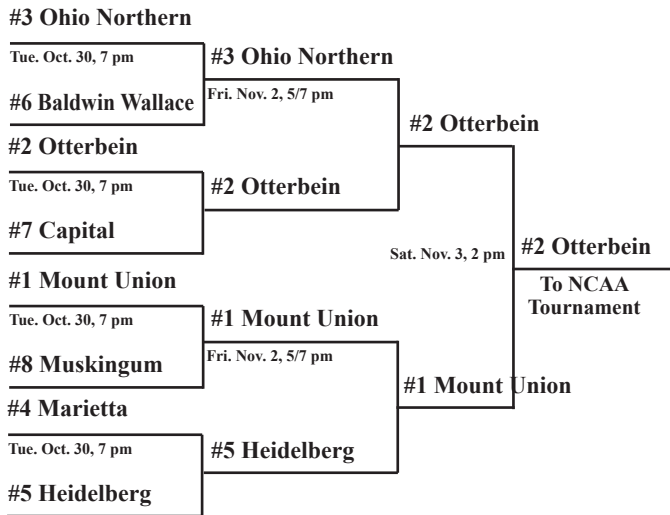 #3 Ohio Northern
Tue. Oct. 30, 7 pm
#6 Baldwin Wallace
#2 Otterbein
Tue. Oct. 30, 7 pm
#7 Capital
#1 Mount Union
Tue. Oct. 30, 7 pm
#8 Muskingum
#4 Marietta
Tue. Oct. 30, 7 pm
#5 Heidelberg
#3 Ohio Northern
Fri. Nov. 2, 5/7 pm
#2 Otterbein
#1 Mount Union
Fri. Nov. 2, 5/7 pm
#5 Heidelberg
#2 Otterbein
Sat. Nov. 3, 2 pm
#1 Mount Union
#2 Otterbein
To NCAA
Tournament